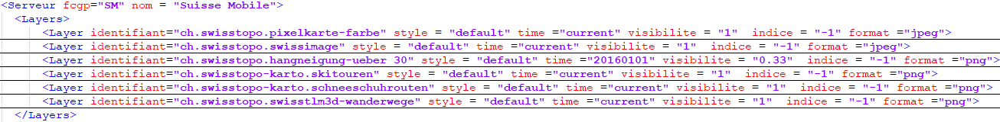 <Serveur fcgp="SM" nom = "Suisse Mobile">
<Layers>
<Layer identifiant="ch.swisstopo.pixelkarte-farbe" style = "default" time ="current" visibilite = "1"  indice = "-1" format ="jpeg">
<Layer identifiant="ch.swisstopo.swissimage" style = "default" time ="current" visibilite = "1"  indice = "-1" format ="jpeg">
<Layer identifiant="ch.swisstopo.hangneigung-ueber_30" style = "default" time ="20160101" visibilite = "0.33"  indice = "-1" format ="png">
<Layer identifiant="ch.swisstopo-karto.skitouren" style = "default" time ="current" visibilite = "1"  indice = "-1" format ="png">
<Layer identifiant="ch.swisstopo-karto.schneeschuhrouten" style = "default" time ="current" visibilite = "1"  indice = "-1" format ="png">
<Layer identifiant="ch.swisstopo.swisstlm3d-wanderwege" style = "default" time ="current" visibilite = "1"  indice = "-1" format ="png">
</Layers>